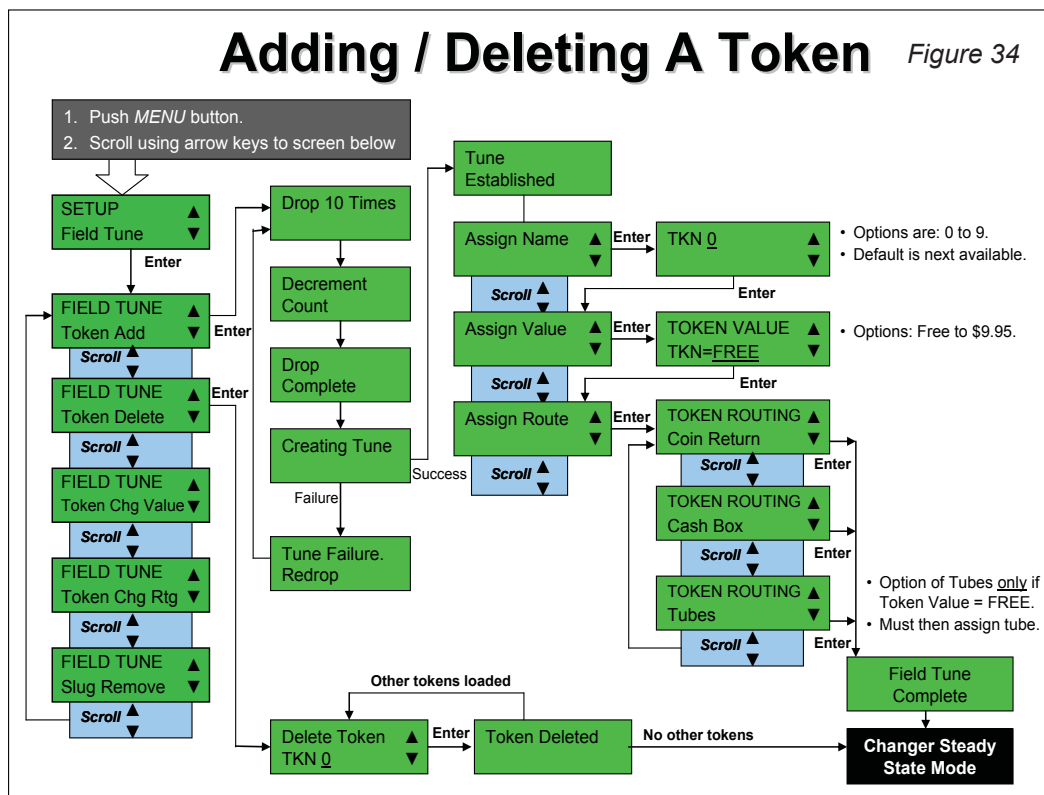 Adding / Deleting A Token
Figure 34
1. Push MENU button.
2. Scroll using arrow keys to screen below
SETUP ▲
Field Tune ▼
Enter
FIELD TUNE ▲
Token Add ▼
Enter
Scroll ▲
▼
FIELD TUNE ▲
Token Delete ▼
Enter
Scroll ▲
▼
FIELD TUNE ▲
Token Chg Value ▼
Scroll ▲
▼
FIELD TUNE ▲
Token Chg Rtg ▼
Scroll ▲
▼
FIELD TUNE ▲
Slug Remove ▼
Scroll ▲
▼
Drop 10 Times
Decrement
Count
Drop
Complete
Creating Tune
Success
Failure
Tune Failure.
Redrop
Tune
Established
Assign Name ▲
▼
Enter
TKN 0 ▲
▼
• Options are: 0 to 9.
• Default is next available.
Scroll ▲
▼
Enter
Assign Value ▲
▼
Enter
TOKEN VALUE ▲
TKN=FREE ▼
• Options: Free to $9.95.
Scroll ▲
▼
Enter
Assign Route ▲
▼
Enter
Scroll ▲
▼
TOKEN ROUTING ▲
Coin Return ▼
Enter
Scroll ▲
▼
TOKEN ROUTING ▲
Cash Box ▼
Enter
Scroll ▲
▼
TOKEN ROUTING ▲
Tubes ▼
Enter
Scroll ▲
▼
• Option of Tubes only if
Token Value = FREE.
• Must then assign tube.
Field Tune
Complete
Other tokens loaded
Delete Token ▲
TKN 0 ▼
Enter
Token Deleted
No other tokens
Changer Steady
State Mode